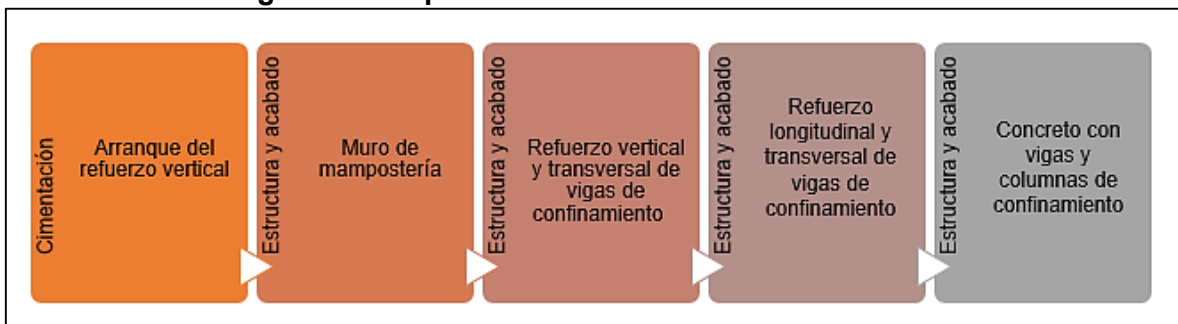 Cimentación
Arranque del
refuerzo vertical
Estructura y acabado
Muro de
mampostería
Estructura y acabado
Refuerzo vertical
y transversal de
vigas de
confinamiento
Estructura y acabado
Refuerzo
longitudinal y
transversal de
vigas de
confinamiento
Estructura y acabado
Concreto con
vigas y
columnas de
confinamiento